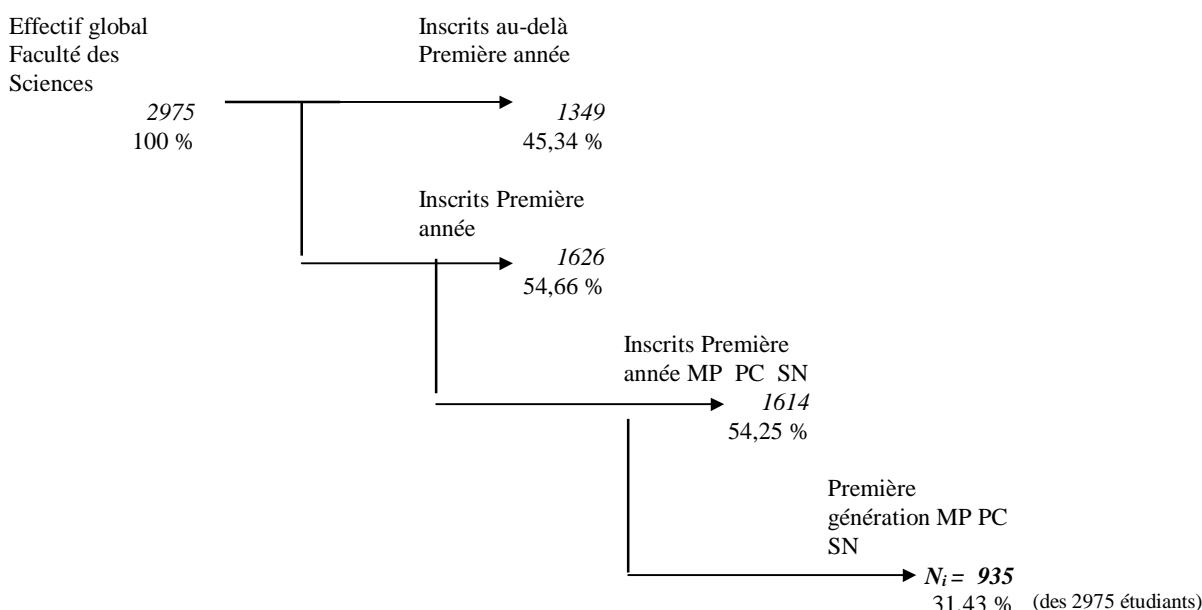 Effectif global
Faculté des
Sciences
2975
100 %
Inscrits au-delà
Première année
1349
45,34 %
Inscrits Première
année
1626
54,66 %
Inscrits Première
année MP PC SN
1614
54,25 %
Première
génération MP PC
SN
Ni = 935
31,43 % (des 2975 étudiants)